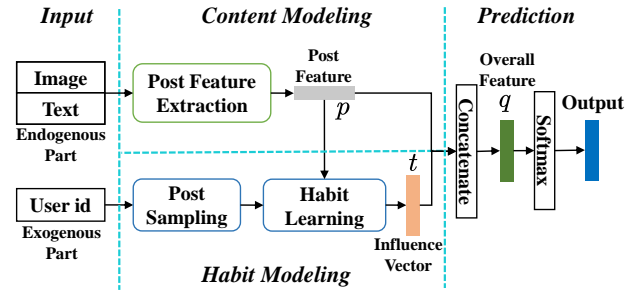 Input
Content Modeling
Prediction
Image
Text
Endogenous
Part
Post Feature
Extraction
Post
Feature
p
Concatenate
Overall
Feature
q
Softmax
Output
User id
Exogenous
Part
Post
Sampling
Habit
Learning
t
Influence
Vector
Habit Modeling